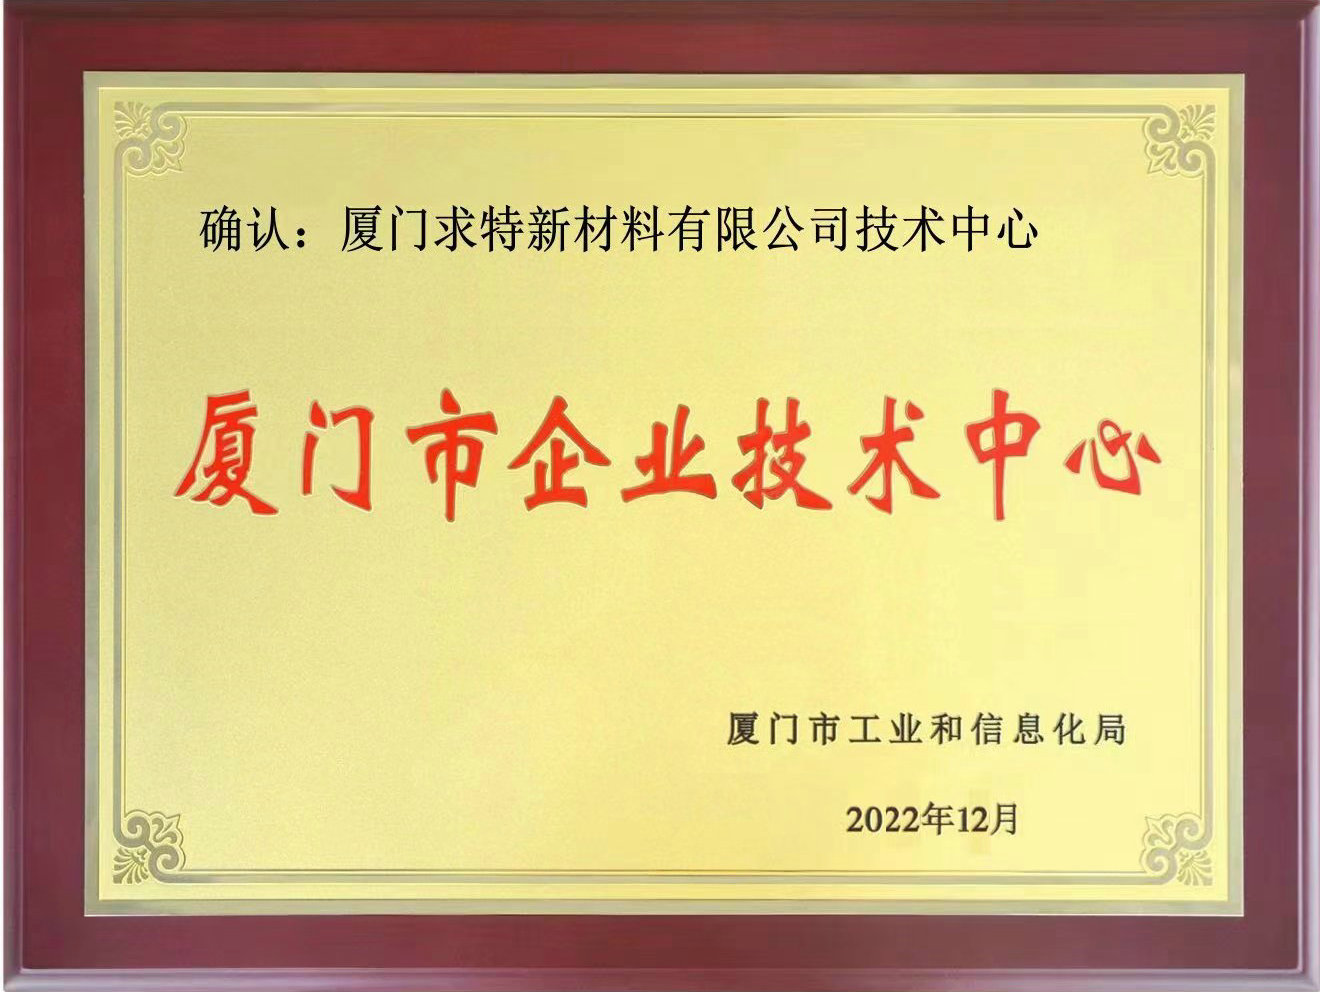 确认：厦门求特新材料有限公司技术中心
厦门市企业技术中心
厦门市工业和信息化局
2022年12月